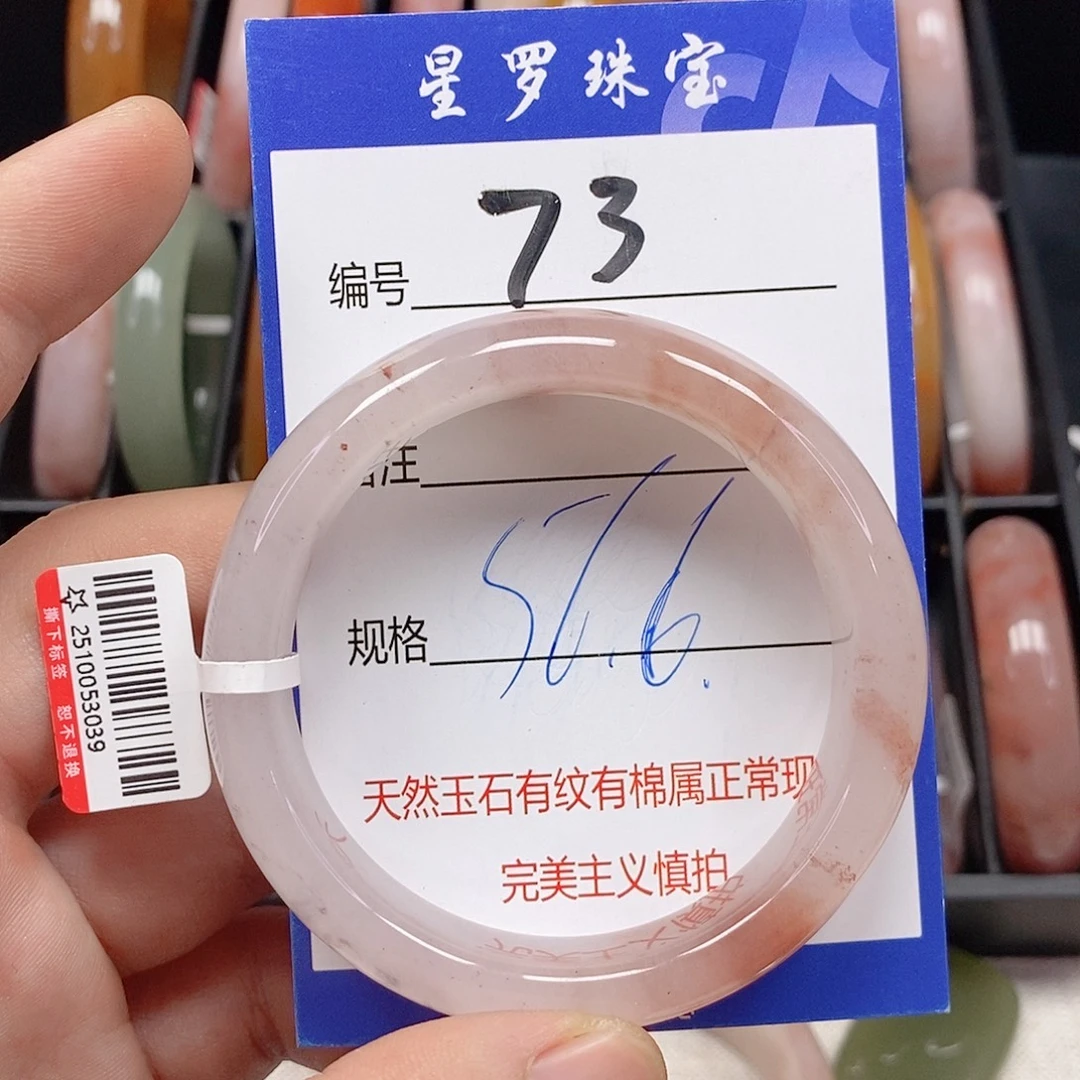 星罗珠宝
编号 73
备注
规格 56.6.
天然玉石有纹有棉属正常现
完美主义慎拍
☆ 2510053039
撕下标签 恕不退换